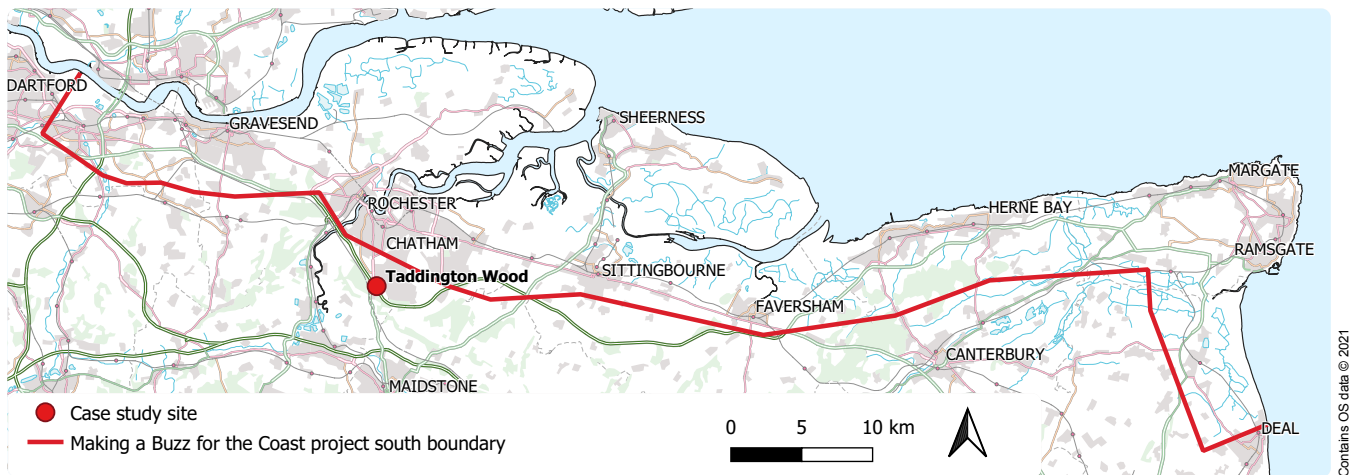 DARTFORD
GRAVESEND
SHEERNESS
MARGATE
ROCHESTER
HERNE BAY
CHATHAM
RAMSGATE
Taddington Wood
SITTINGBOURNE
FAVERSHAM
CANTERBURY
MAIDSTONE
DEAL
Case study site
Making a Buzz for the Coast project south boundary
0 5 10 km
Contains OS data © 2021